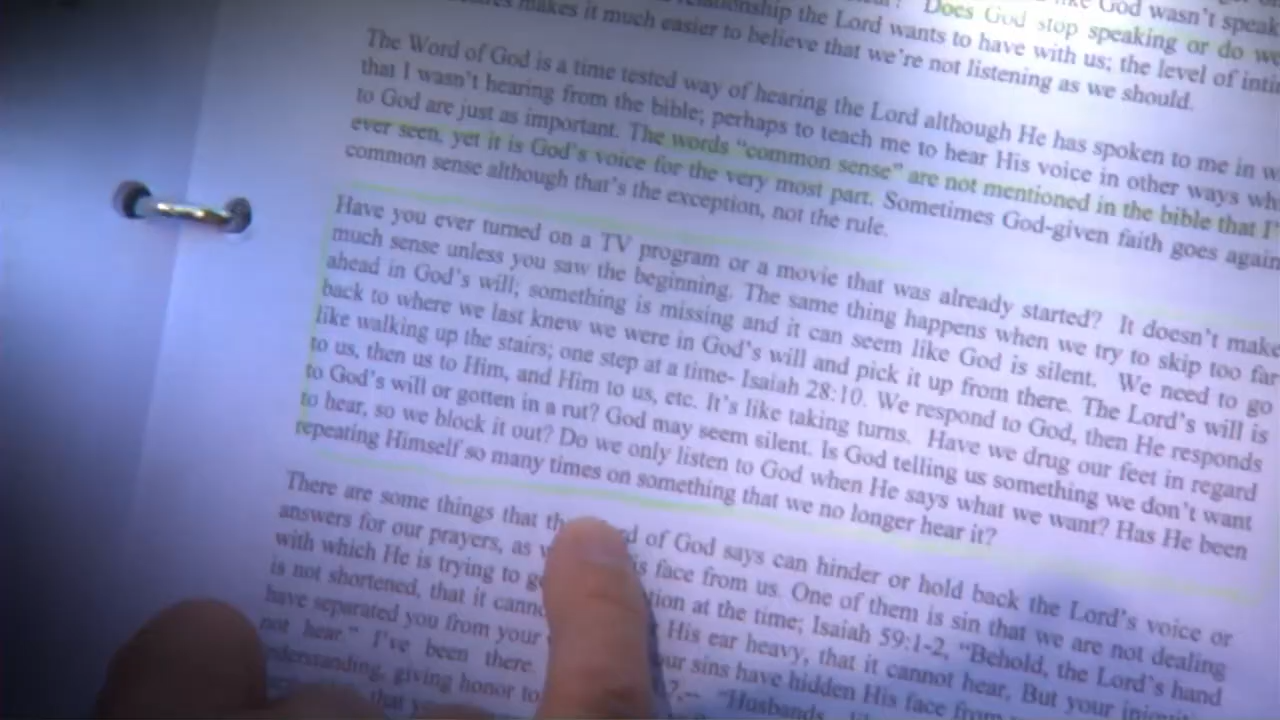 like God wasn't speak
Does God stop speaking or do we
relationship the Lord wants to have with us; the level of inti
makes it much easier to believe that we're not listening as we should.
The Word of God is a time tested way of hearing the Lord although He has spoken to me in w
that I wasn't hearing from the bible; perhaps to teach me to hear His voice in other ways wh
to God are just as important. The words "common sense" are not mentioned in the bible that I'
ever seen, yet it is God's voice for the very most part. Sometimes God-given faith goes again
common sense although that's the exception, not the rule.
Have you ever turned on a TV program or a movie that was already started? It doesn't make
much sense unless you saw the beginning. The same thing happens when we try to skip too far
ahead in God's will; something is missing and it can seem like God is silent. We need to go
back to where we last knew we were in God's will and pick it up from there. The Lord's will is
like walking up the stairs; one step at a time- Isaiah 28:10. We respond to God, then He responds
to us, then us to Him, and Him to us, etc. It's like taking turns. Have we drug our feet in regard
to God's will or gotten in a rut? God may seem silent. Is God telling us something we don't want
to hear, so we block it out? Do we only listen to God when He says what we want? Has He been
repeating Himself so many times on something that we no longer hear it?
There are some things that th rd of God says can hinder or hold back the Lord's voice or
answers for our prayers, as is face from us. One of them is sin that we are not dealing
with which He is trying to g tion at the time; Isaiah 59:1-2, "Behold, the Lord's hand
is not shortened, that it canno His ear heavy, that it cannot hear. But your iniqui
have separated you from your ur sins have hidden His face from
not hear." I've been there. "Husbands
nderstanding, giving honor to
that